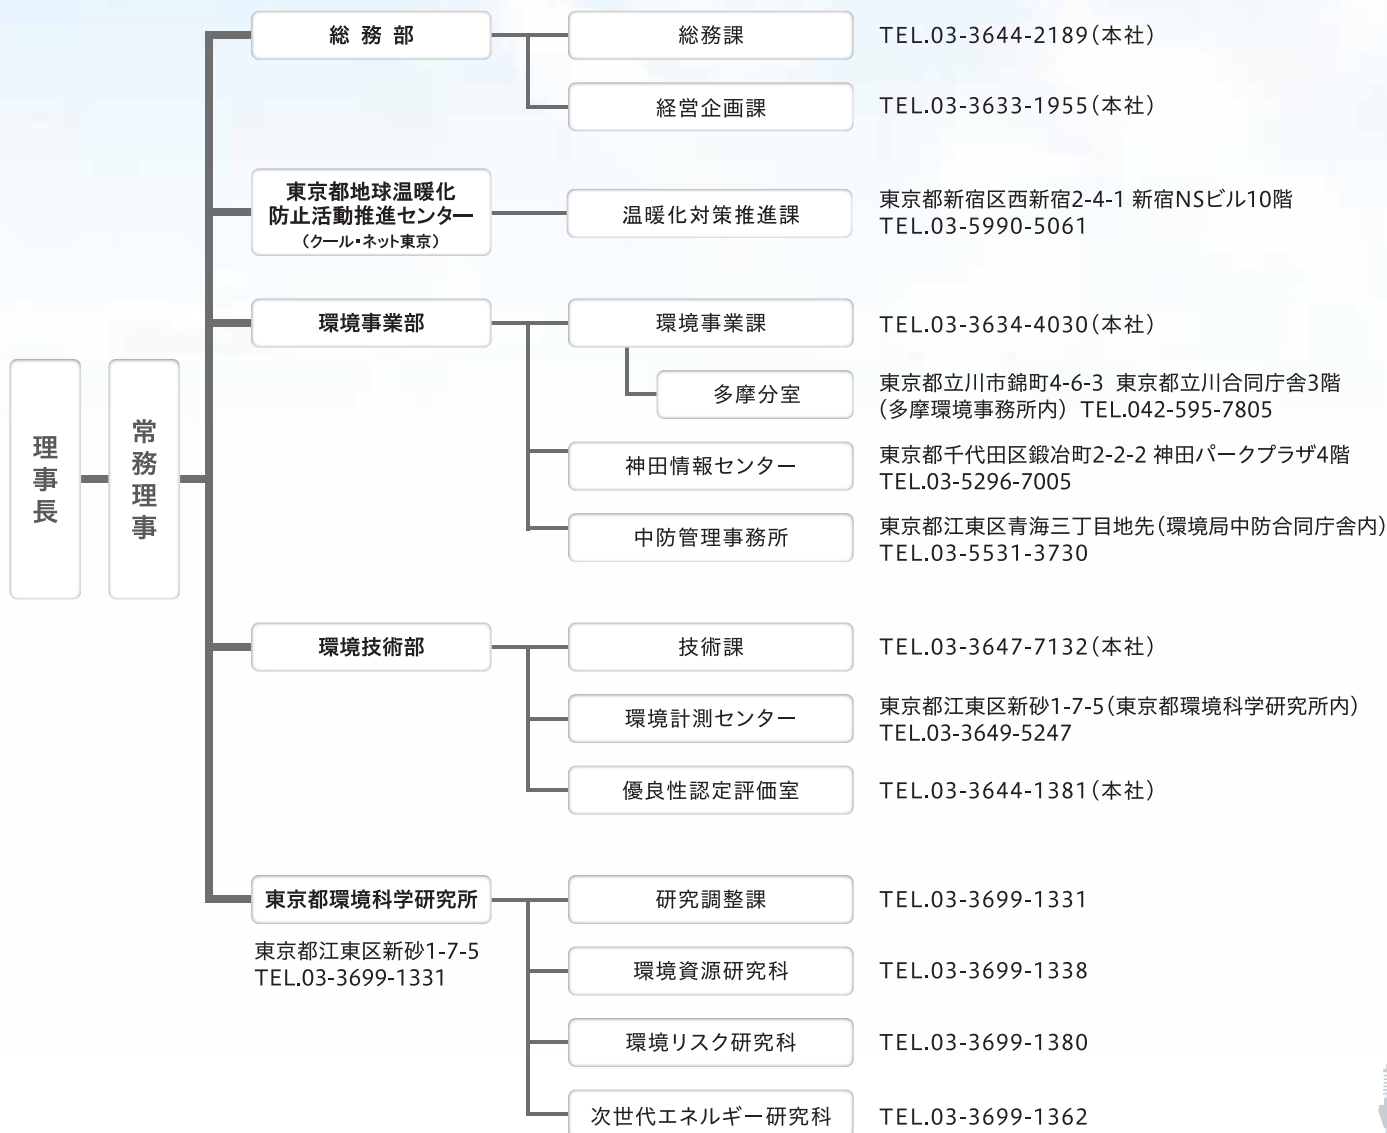 理事長
常務理事
総務部
総務課
TEL.03-3644-2189(本社)
経営企画課
TEL.03-3633-1955(本社)
東京都地球温暖化
防止活動推進センター
(クール・ネット東京)
温暖化対策推進課
東京都新宿区西新宿2-4-1 新宿NSビル10階
TEL.03-5990-5061
環境事業部
環境事業課
TEL.03-3634-4030(本社)
多摩分室
東京都立川市錦町4-6-3 東京都立川合同庁舎3階
(多摩環境事務所内) TEL.042-595-7805
神田情報センター
東京都千代田区鍛冶町2-2-2 神田パークプラザ4階
TEL.03-5296-7005
中防管理事務所
東京都江東区青海三丁目地先(環境局中防合同庁舎内)
TEL.03-5531-3730
環境技術部
技術課
TEL.03-3647-7132(本社)
環境計測センター
東京都江東区新砂1-7-5(東京都環境科学研究所内)
TEL.03-3649-5247
優良性認定評価室
TEL.03-3644-1381(本社)
東京都環境科学研究所
東京都江東区新砂1-7-5
TEL.03-3699-1331
研究調整課
TEL.03-3699-1331
環境資源研究科
TEL.03-3699-1338
環境リスク研究科
TEL.03-3699-1380
次世代エネルギー研究科
TEL.03-3699-1362